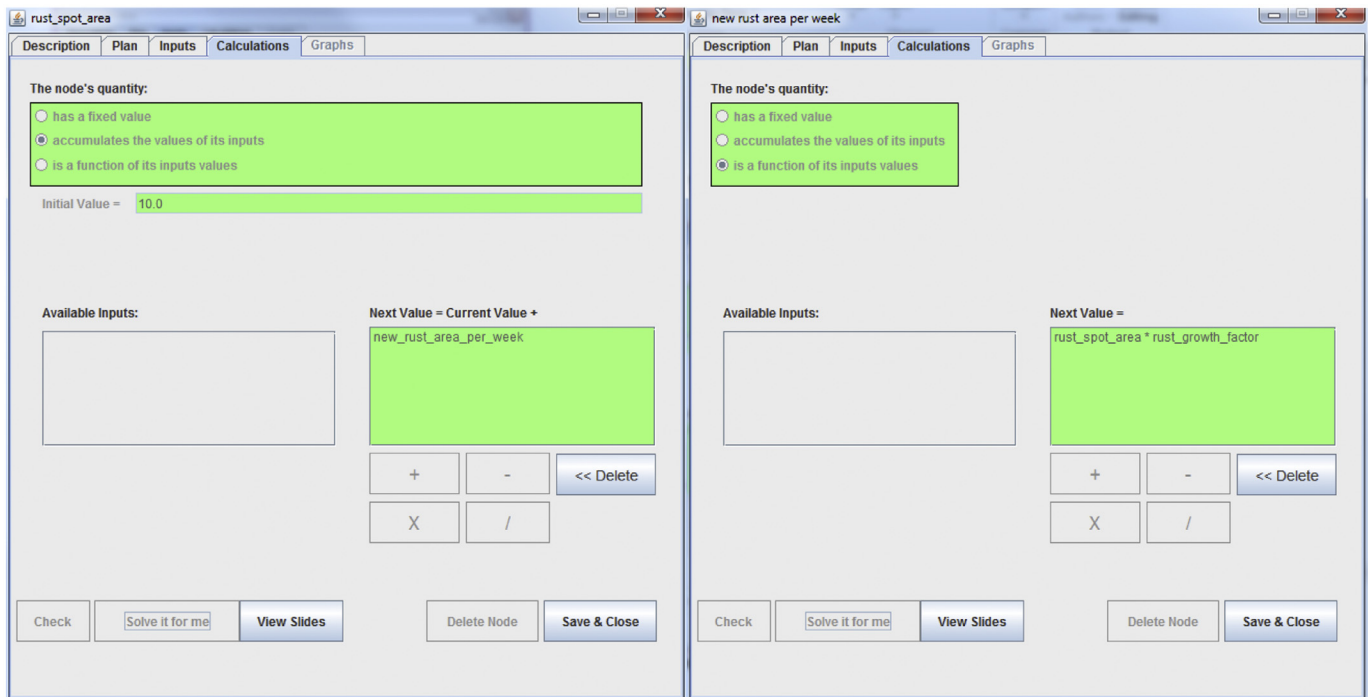 rust_spot_area
Description Plan Inputs Calculations Graphs
The node's quantity:
has a fixed value
accumulates the values of its inputs
is a function of its inputs values
Initial Value = 10.0
Available Inputs:
Next Value = Current Value +
new_rust_area_per_week
+ - << Delete
X /
Check Solve it for me View Slides Delete Node Save & Close
new rust area per week
Description Plan Inputs Calculations Graphs
The node's quantity:
has a fixed value
accumulates the values of its inputs
is a function of its inputs values
Available Inputs:
Next Value =
rust_spot_area * rust_growth_factor
+ - << Delete
X /
Check Solve it for me View Slides Delete Node Save & Close